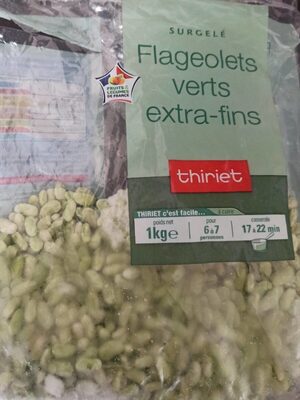 SURGELÉ
Flageolets
verts
extra-fins
FRUITS &
LÉGUMES
DE FRANCE
thiriet
THIRIET c'est facile...
poids net
1kg e
pour
6 à 7
personnes
casserole
17 à 22 min